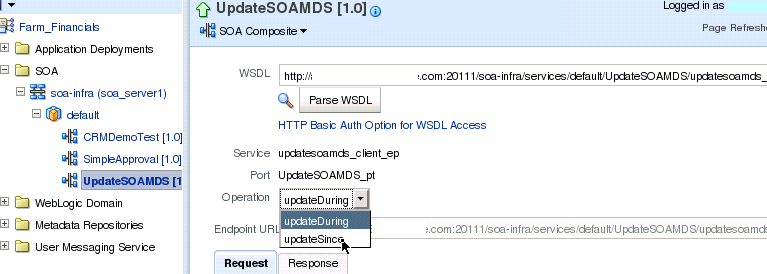 Farm_Financials
Application Deployments
SOA
soa-infra (soa_server1)
default
CRMDemoTest [1.0]
SimpleApproval [1.0]
UpdateSOAMDS [1
WebLogic Domain
Metadata Repositories
User Messaging Service
UpdateSOAMDS [1.0]
Logged in as
SOA Composite
Page Refresh
WSDL http:// .com:20111/soa-infra/services/default/UpdateSOAMDS/updatesoamds_
Parse WSDL
HTTP Basic Auth Option for WSDL Access
Service updatesoamds_client_ep
Port UpdateSOAMDS_pt
Operation updateDuring
updateDuring
updateSince
Endpoint URL .com:20111/soa-infra/services/default/UpdateSOAMDS/updatesoamds
Request Response